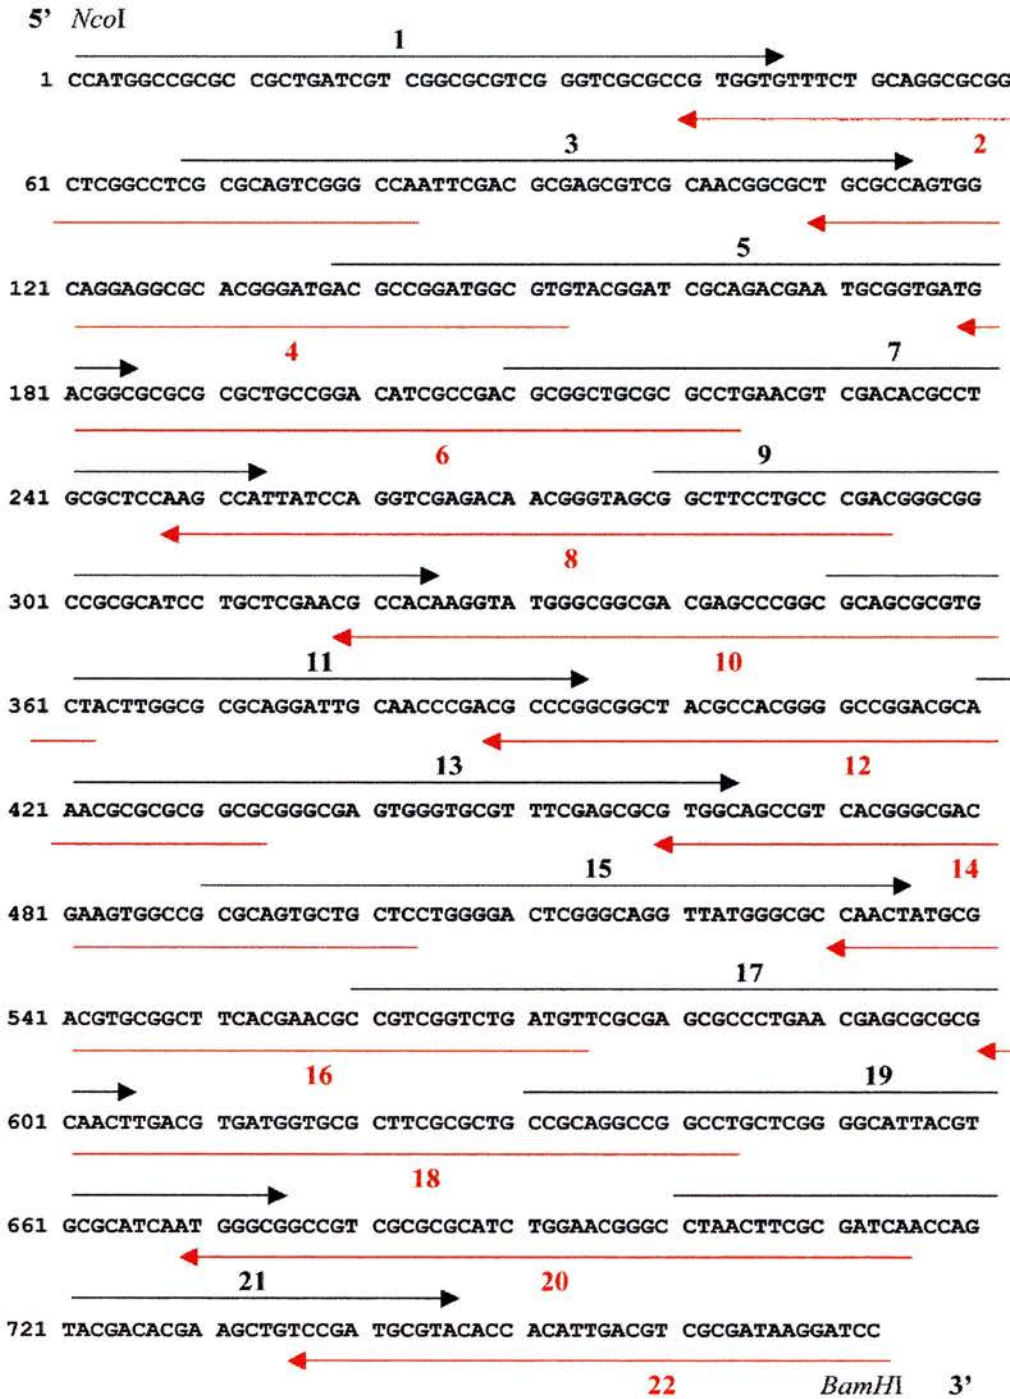 5’ NcoI
1
1 CCATGGCCGCGC CGCTGATCGT CGGCGCGTCG GGTCGCGCCG TGGTGTTTCT GCAGGCGCGG
3 2
61 CTCGGCCTCG CGCAGTCGGG CCAATTCGAC GCGAGCGTCG CAACGGCGCT GCGCCAGTGG
5
121 CAGGAGGCGC ACGGGATGAC GCCGGATGGC GTGTACGGAT CGCAGACGAA TGCGGTGATG
4 7
181 ACGGCGCGCG CGCTGCCGGA CATCGCCGAC GCGGCTGCGC GCCTGAACGT CGACACGCCT
6 9
241 GCGCTCCAAG CCATTATCCA GGTCGAGACA ACGGGTAGCG GCTTCCTGCC CGACGGGCGG
8
301 CCGCGCATCC TGCTCGAACG CCACAAGGTA TGGGCGGCGA CGAGCCCGGC GCAGCGCGTG
11 10
361 CTACTTGGCG CGCAGGATTG CAACCCGACG CCCGGCGGCT ACGCCACGGG GCCGGACGCA
13 12
421 AACGCGCGCG GCGCGGGCGA GTGGGTGCGT TTCGAGCGCG TGGCAGCCGT CACGGGCGAC
15 14
481 GAAGTGGCCG CGCAGTGCTG CTCCTGGGGA CTCGGGCAGG TTATGGGCGC CAACTATGCG
17
541 ACGTGCGGCT TCACGAACGC CGTCGGTCTG ATGTTCGCGA GCGCCCTGAA CGAGCGCGCG
16 19
601 CAACTTGACG TGATGGTGCG CTTCGCGCTG CCGCAGGCCG GCCTGCTCGG GGCATTACGT
18
661 GCGCATCAAT GGGCGGCCGT CGCGCGCATC TGGAACGGGC CTAACTTCGC GATCAACCAG
21 20
721 TACGACACGA AGCTGTCCGA TGCGTACACC ACATTGACGT CGCGATAAGGATCC
22 BamHI 3’